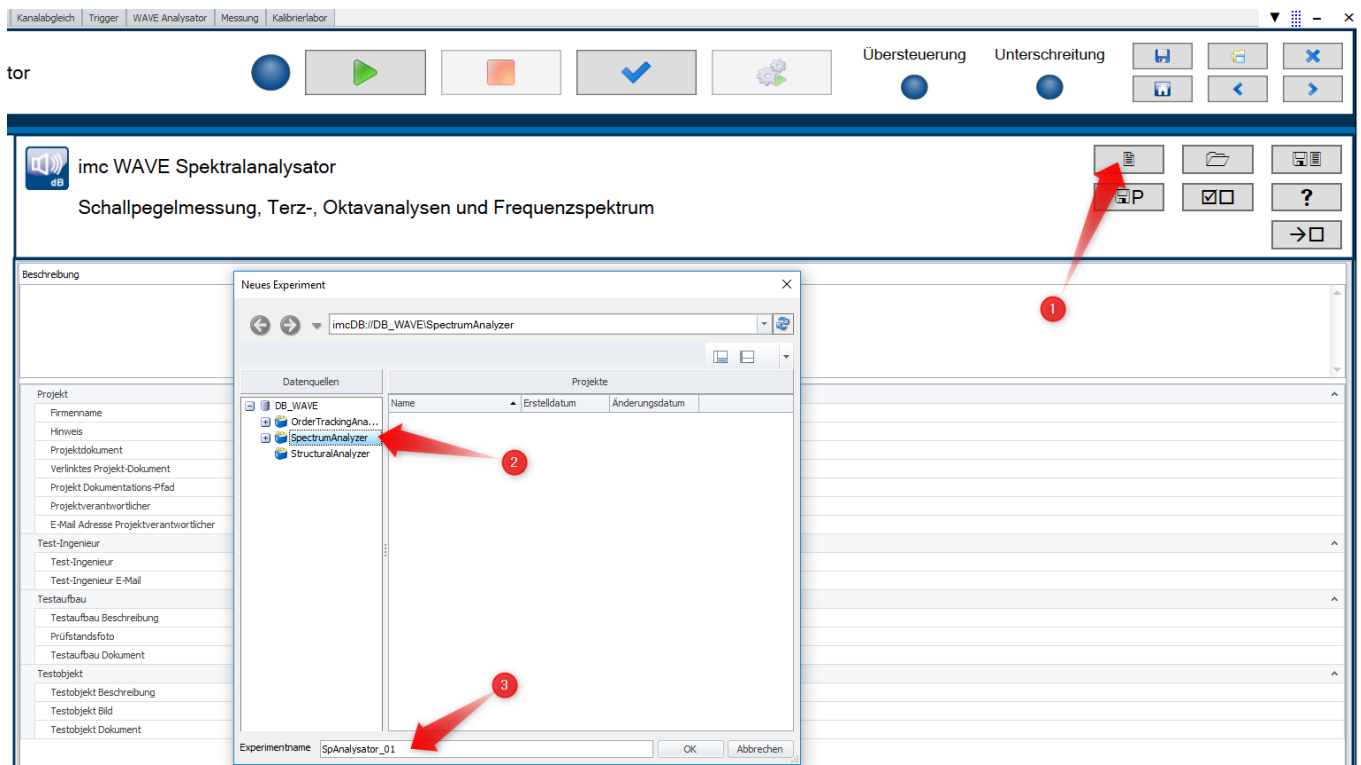 Kanalabgleich Trigger WAVE Analysator Messung Kalibrierlabor
tor
Übersteuerung Unterschreitung
dB
imc WAVE Spektralanalysator
Schallpegelmessung, Terz-, Oktavanalysen und Frequenzspektrum
P
?
1
Beschreibung
Neues Experiment
imcDB://DB_WAVE\SpectrumAnalyzer
Datenquellen Projekte
Name Erstelldatum Änderungsdatum
DB_WAVE
OrderTrackingAna...
SpectrumAnalyzer
StructuralAnalyzer
2
3
Experimentname SpAnalysator_01 OK Abbrechen
Projekt
Firmenname
Hinweis
Projektdokument
Verlinktes Projekt-Dokument
Projekt Dokumentations-Pfad
Projektverantwortlicher
E-Mail Adresse Projektverantwortlicher
Test-Ingenieur
Test-Ingenieur
Test-Ingenieur E-Mail
Testaufbau
Testaufbau Beschreibung
Prüfstandsfoto
Testaufbau Dokument
Testobjekt
Testobjekt Beschreibung
Testobjekt Bild
Testobjekt Dokument